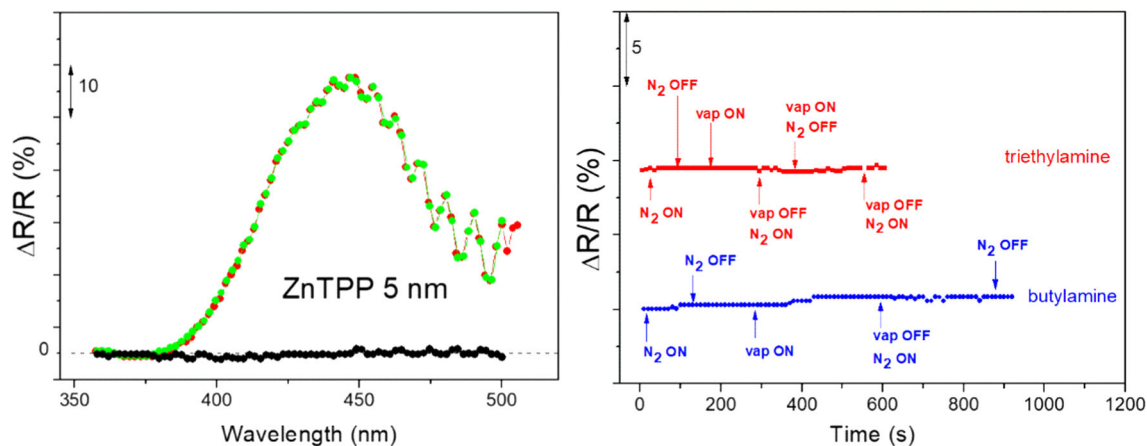 ΔR/R (%)
10
0
ZnTPP 5 nm
350
400
450
500
Wavelength (nm)
ΔR/R (%)
5
N2 OFF
vap ON
vap ON
N2 OFF
triethylamine
N2 ON
vap OFF
N2 ON
vap OFF
N2 ON
N2 OFF
N2 OFF
butylamine
N2 ON
vap ON
vap OFF
N2 ON
0
200
400
600
800
1000
1200
Time (s)